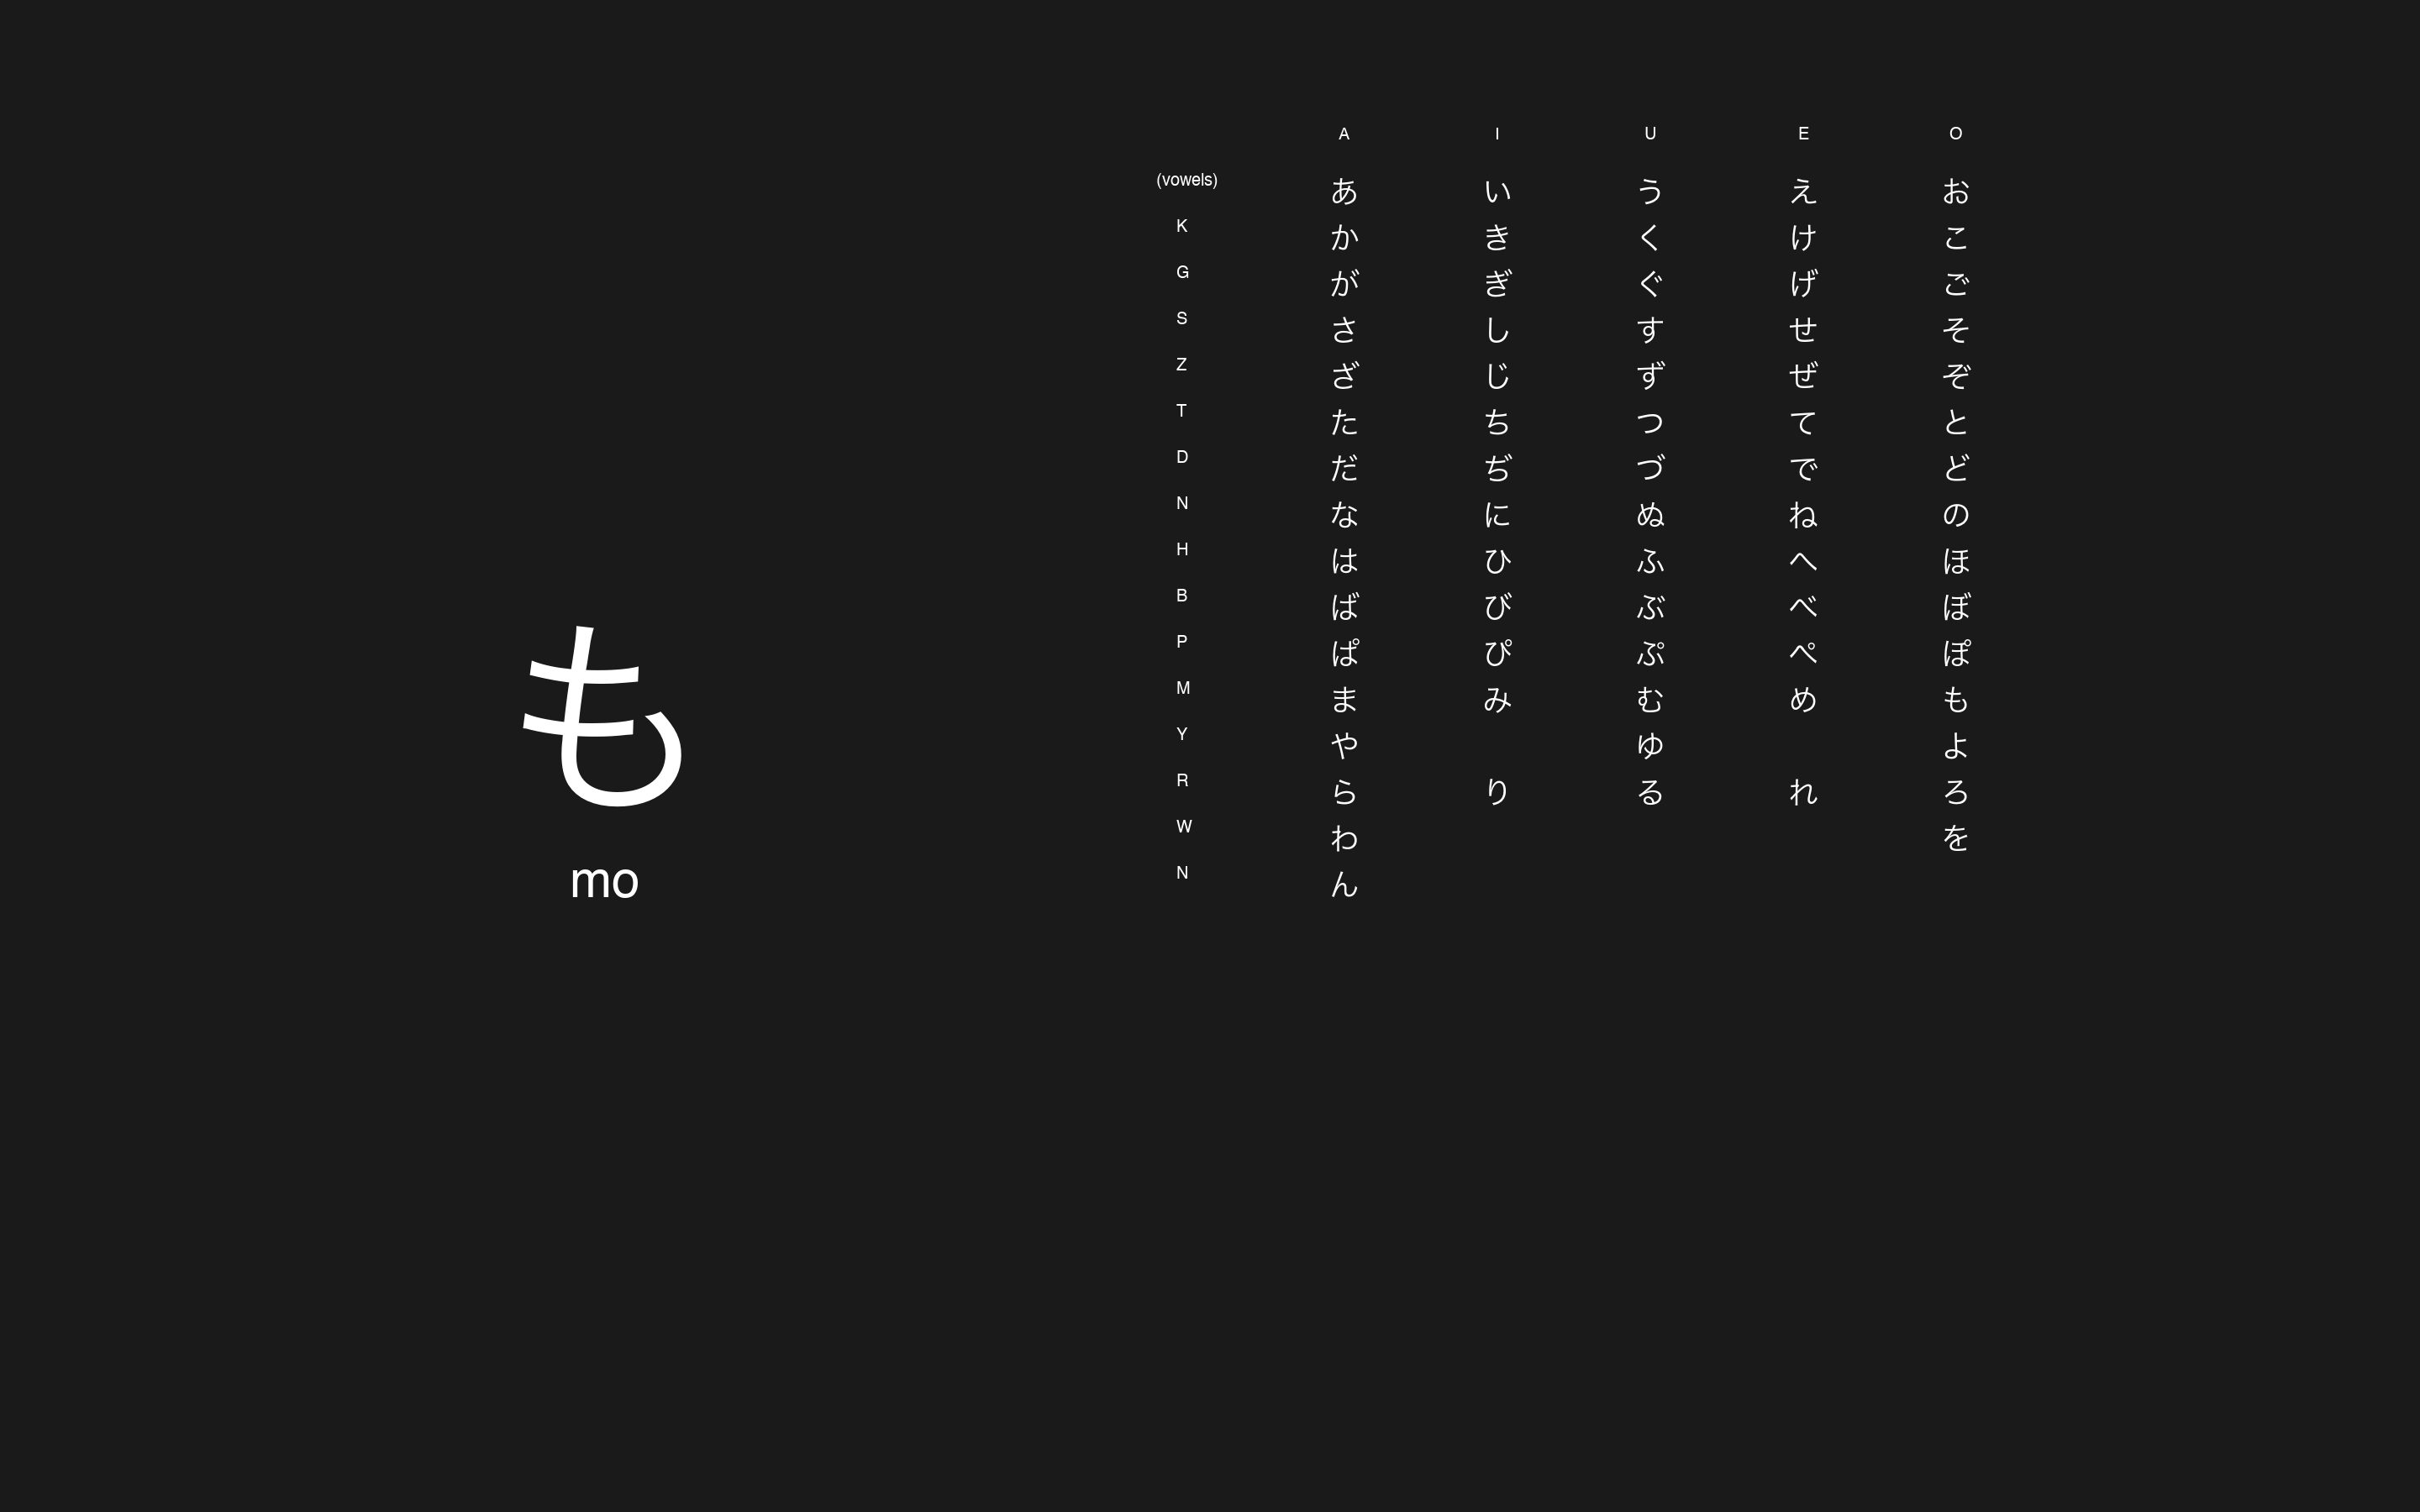 も
mo
A I U E O
(vowels) あ い う え お
K か き く け こ
G が ぎ ぐ げ ご
S さ し す せ そ
Z ざ じ ず ぜ ぞ
T た ち つ て と
D だ ぢ づ で ど
N な に ぬ ね の
H は ひ ふ へ ほ
B ば び ぶ べ ぼ
P ぱ ぴ ぷ ぺ ぽ
M ま み む め も
Y や ゆ よ
R ら り る れ ろ
W わ を
N ん